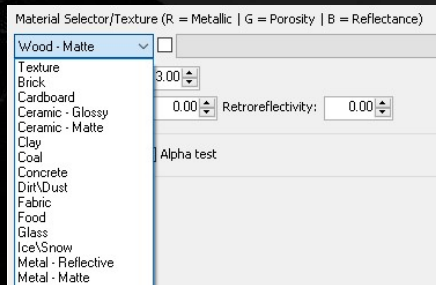 Material Selector/Texture (R = Metallic | G = Porosity | B = Reflectance)
Wood - Matte
Texture
Brick
3.00
Cardboard
Ceramic - Glossy
0.00 Retroreflectivity: 0.00
Ceramic - Matte
Clay
Coal
Alpha test
Concrete
Dirt\Dust
Fabric
Food
Glass
Ice\Snow
Metal - Reflective
Metal - Matte